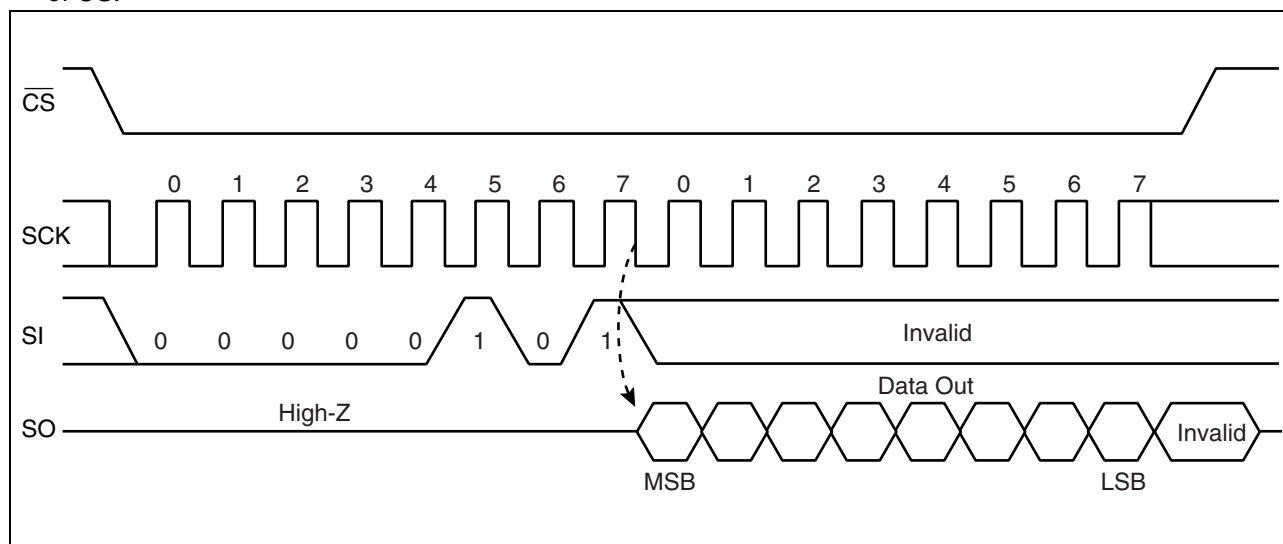 CS
0 1 2 3 4 5 6 7 0 1 2 3 4 5 6 7
SCK
SI 0 0 0 0 0 1 0 1 Invalid
Data Out
High-Z
SO Invalid
MSB LSB